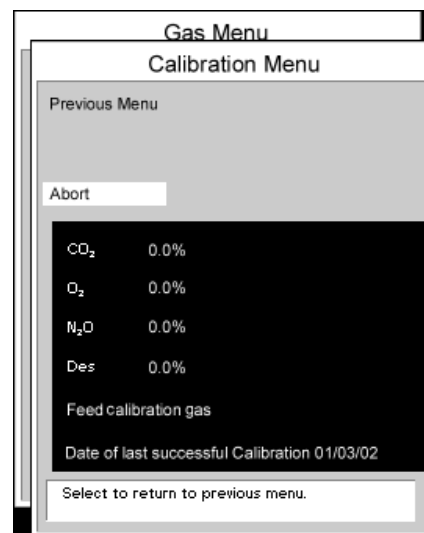 Gas Menu
Calibration Menu
Previous Menu
Abort
CO₂ 0.0%
O₂ 0.0%
N₂O 0.0%
Des 0.0%
Feed calibration gas
Date of last successful Calibration 01/03/02
Select to return to previous menu.